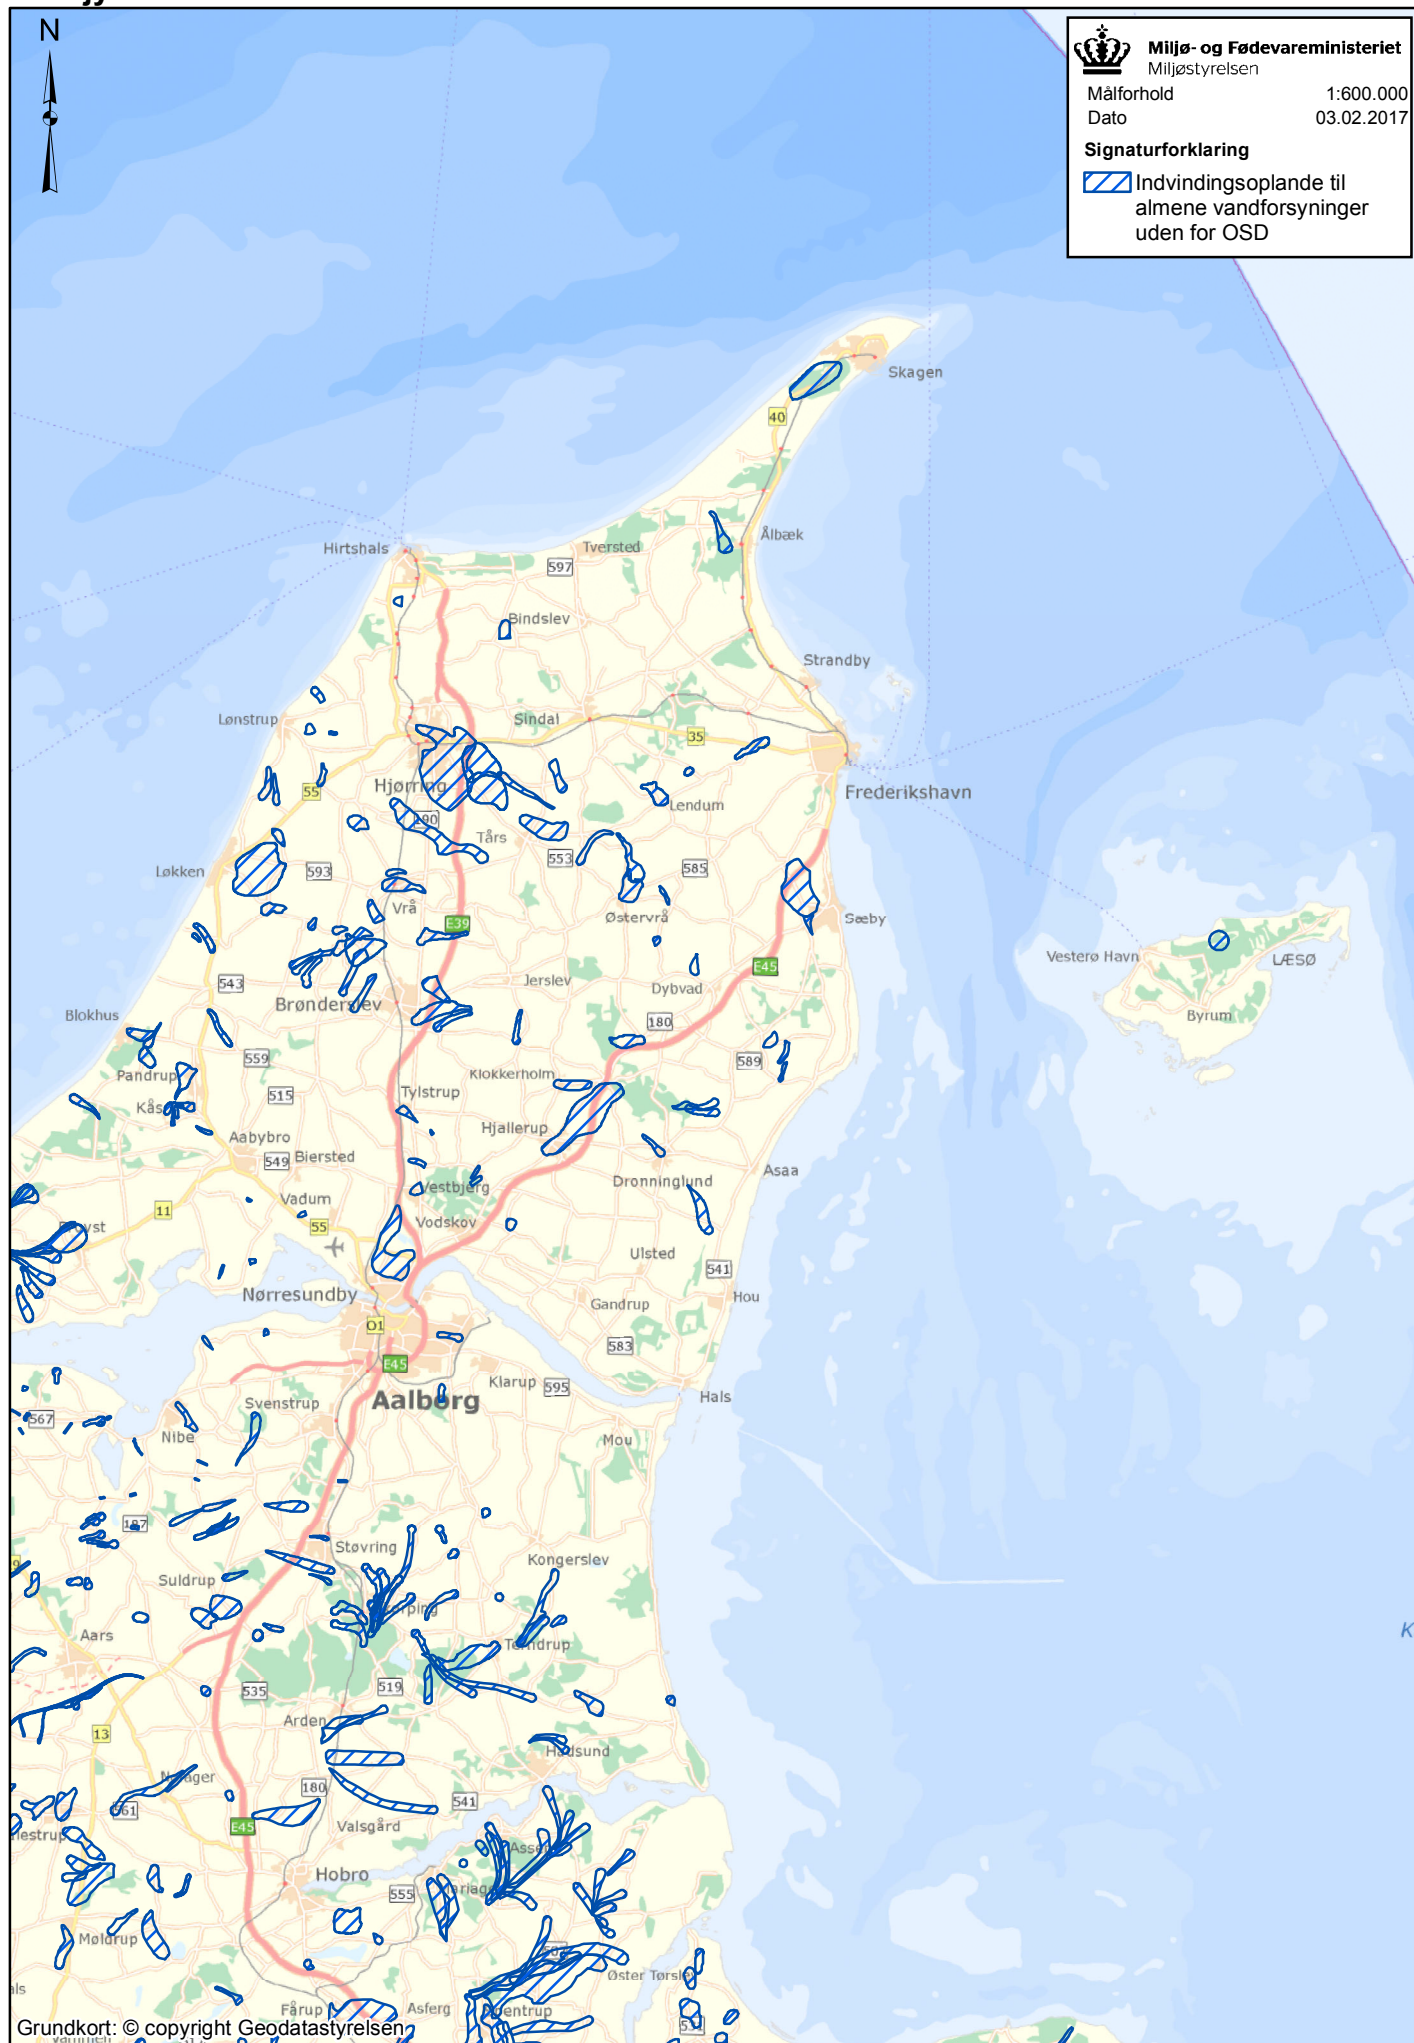 N
Miljø- og Fødevareministeriet
Miljøstyrelsen
Målforhold 1:600.000
Dato 03.02.2017
Signaturforklaring
Indvindingsoplande til
almene vandforsyninger
uden for OSD
Skagen
40
Ålbæk
Hirtshals
Tversted
597
Bindslev
Strandby
Lønstrup
Sindal
35
Hjørring
55
Frederikshavn
Lendum
190
Tårs
553
585
Løkken
593
Vrå
Østervrå
Sæby
E39
Vesterø Havn
LÆSØ
E45
543
Jerslev
Dybvad
Brønderslev
Blokhus
Byrum
180
559
589
Pandrup
Klokkerholm
515
Tylstrup
Kås
Hjallerup
Aabybro
549
Biersted
Dronninglund
Asaa
Vestbjerg
Vadum
11
55
Vodskov
Ulsted
541
Nørresundby
Gandrup
Hou
O1
583
E45
Klarup
595
Aalborg
Hals
Svenstrup
567
Nibe
Mou
187
Støvring
Kongerslev
Suldrup
Aars
Terndrup
535
519
Arden
13
Hadsund
180
541
561
E45
Valsgård
Hobro
555
Møldrup
Øster Tørslev
Fårup
Asferg
531
Grundkort: © copyright Geodatastyrelsen